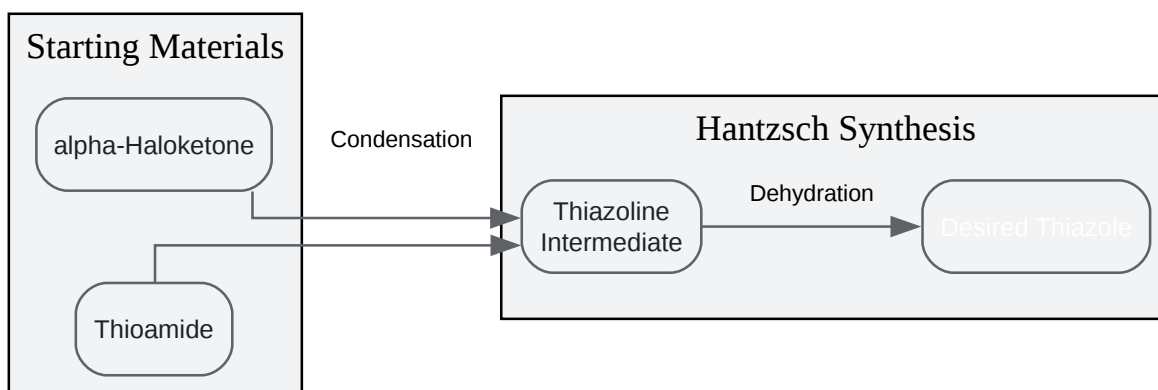 Starting Materials
alpha-Haloketone
Thioamide
Condensation
Hantzsch Synthesis
Thiazoline
Intermediate
Dehydration
Desired Thiazole